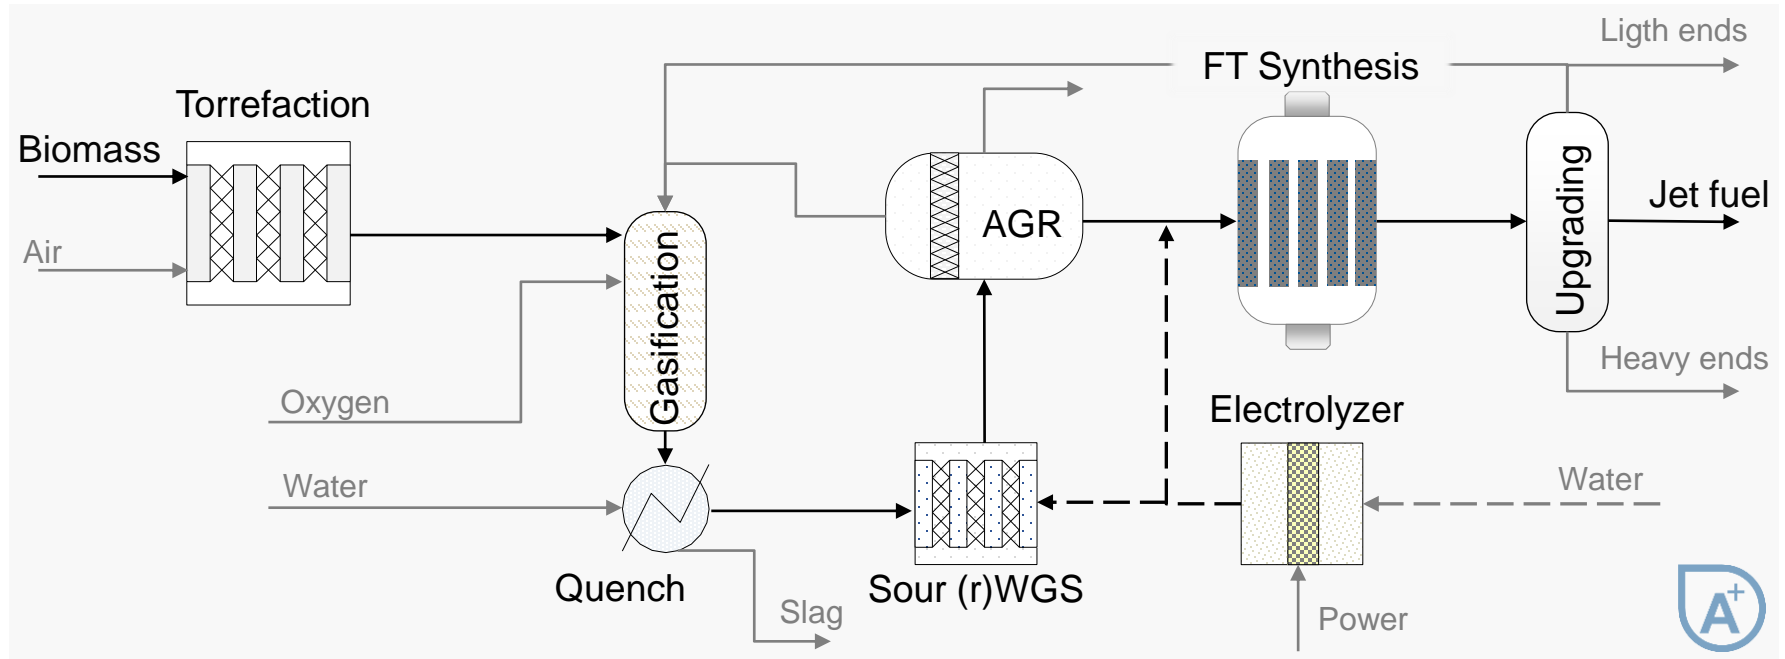 Ligth ends
FT Synthesis
Torrefaction
Biomass
Jet fuel
Upgrading
AGR
Air
Gasification
Heavy ends
Oxygen
Electrolyzer
Water
Water
Quench
Sour (r)WGS
Slag
Power
A+